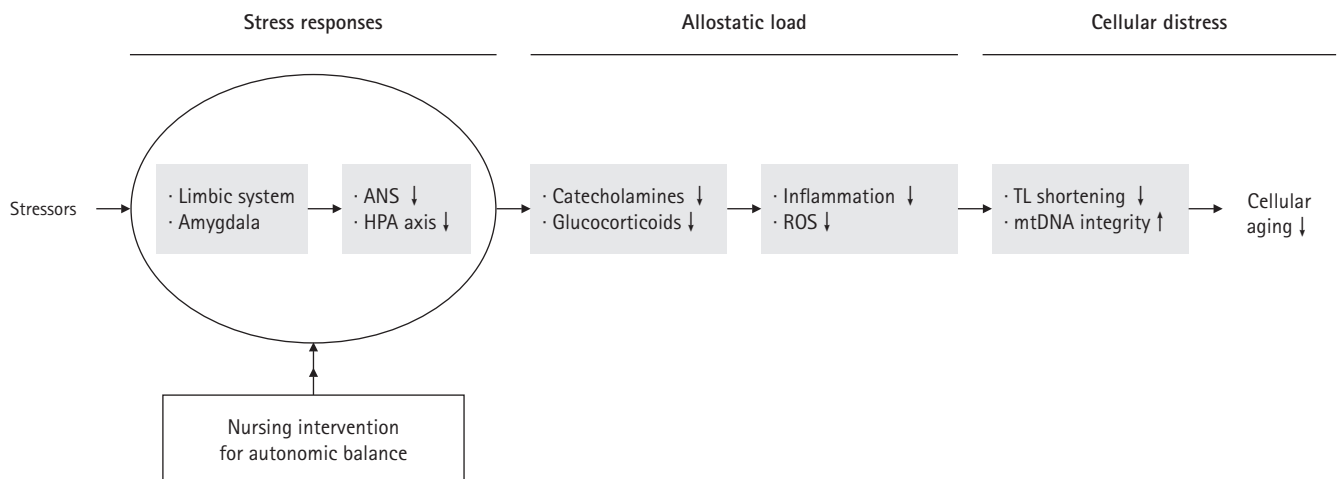 Stress responses
Allostatic load
Cellular distress
Stressors
· Limbic system
· Amygdala
· ANS ↓
· HPA axis ↓
· Catecholamines ↓
· Glucocorticoids ↓
· Inflammation ↓
· ROS ↓
· TL shortening ↓
· mtDNA integrity ↑
Cellular
aging ↓
Nursing intervention
for autonomic balance